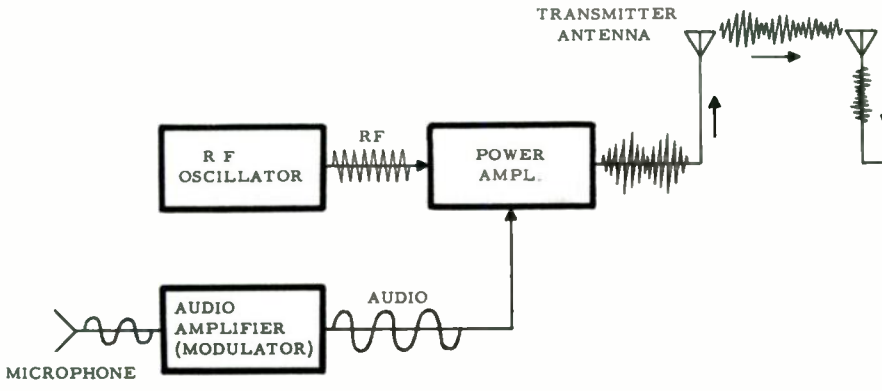 TRANSMITTER
ANTENNA
RF
R F
OSCILLATOR
POWER
AMPL.
AUDIO
AUDIO
AMPLIFIER
(MODULATOR)
MICROPHONE